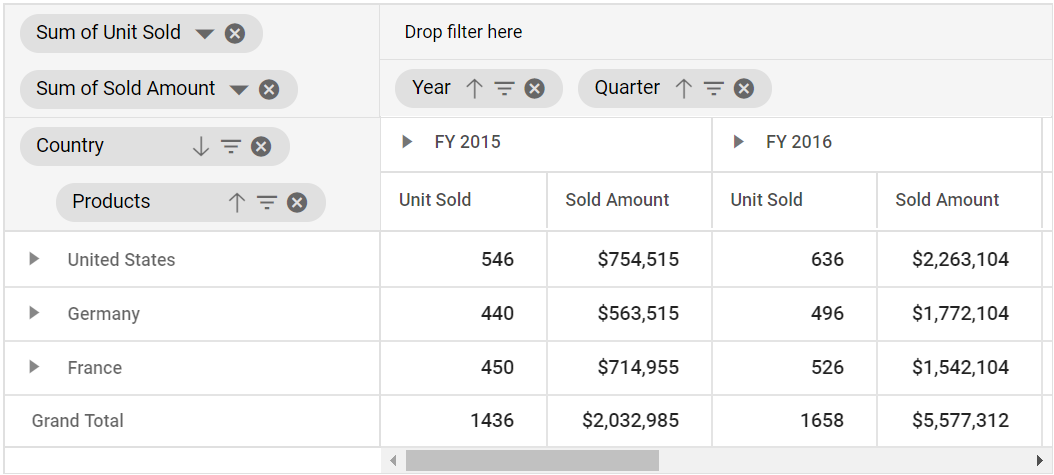 Sum of Unit Sold
Drop filter here
Sum of Sold Amount
Year
Quarter
Country
FY 2015
FY 2016
Products
Unit Sold
Sold Amount
Unit Sold
Sold Amount
United States 546 $754,515 636 $2,263,104
Germany 440 $563,515 496 $1,772,104
France 450 $714,955 526 $1,542,104
Grand Total 1436 $2,032,985 1658 $5,577,312